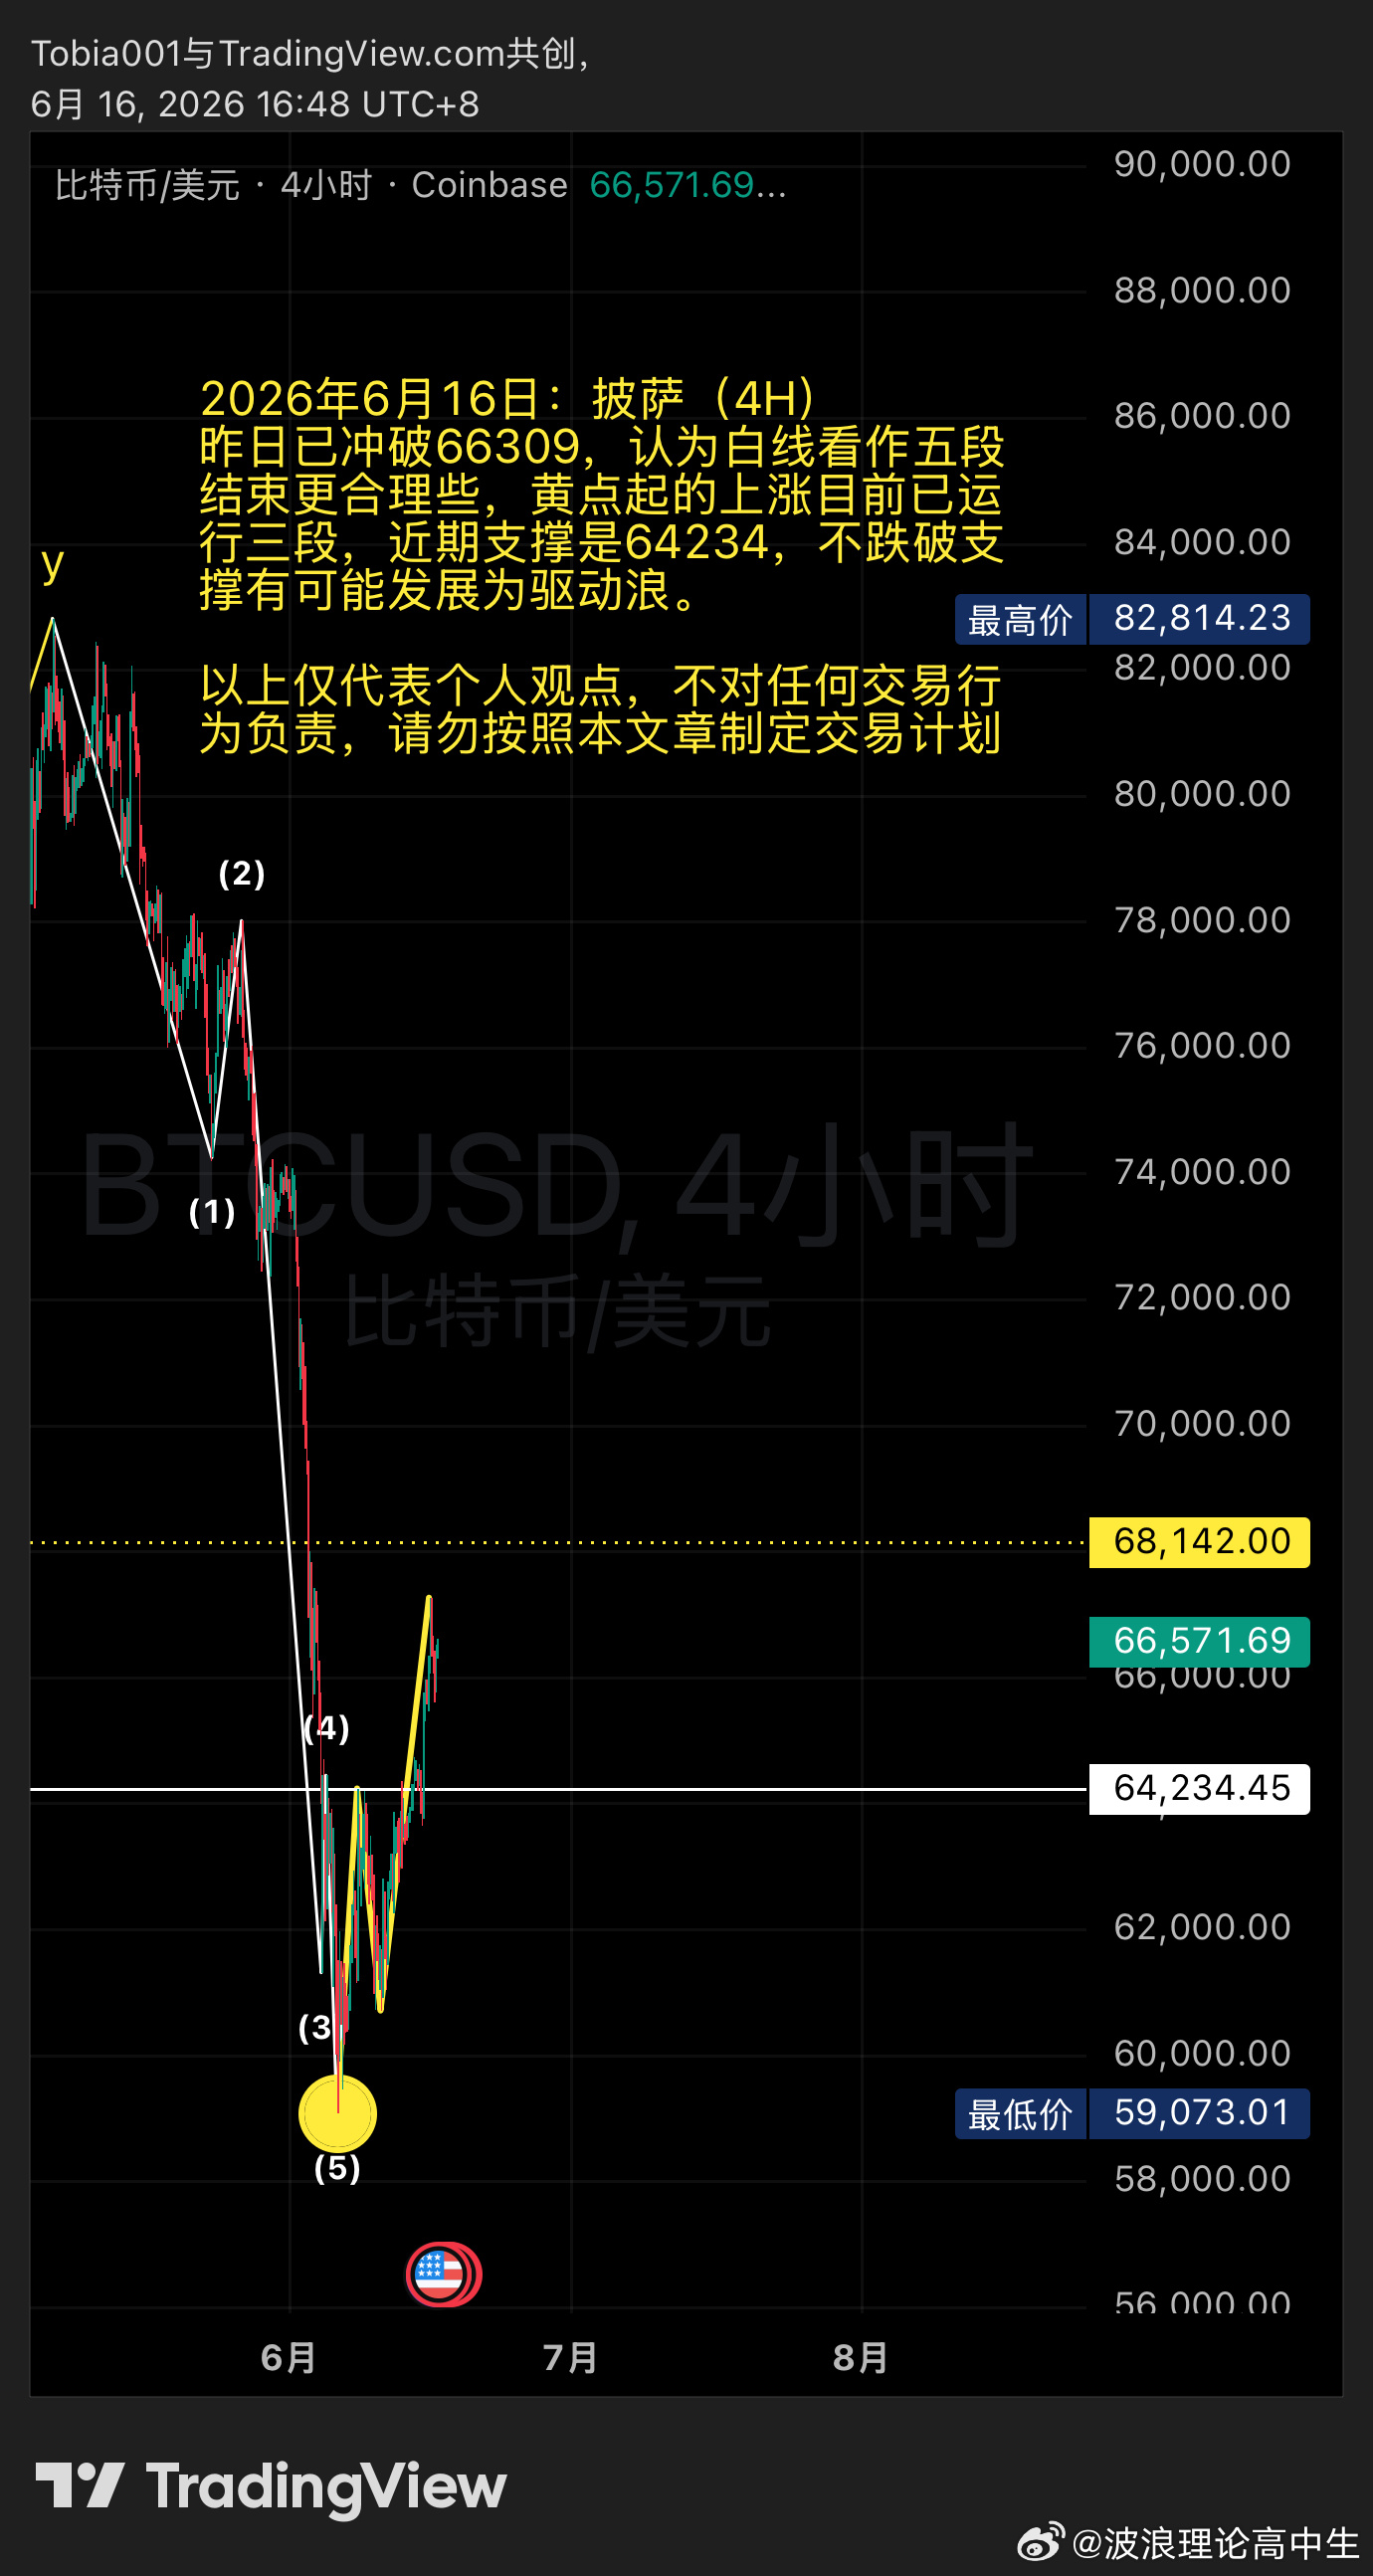 Tobia001与TradingView.com共创,
6月 16, 2026 16:48 UTC+8
比特币/美元 · 4小时 · Coinbase 66,571.69...
90,000.00
88,000.00
2026年6月16日：披萨（4H）
昨日已冲破66309，认为白线看作五段
结束更合理些，黄点起的上涨目前已运
行三段，近期支撑是64234，不跌破支
撑有可能发展为驱动浪。
86,000.00
84,000.00
y
最高价 82,814.23
82,000.00
以上仅代表个人观点，不对任何交易行
为负责，请勿按照本文章制定交易计划
80,000.00
(2)
78,000.00
76,000.00
BTCUSD, 4小时
74,000.00
(1)
比特币/美元
72,000.00
70,000.00
68,142.00
66,571.69
66,000.00
(4)
64,234.45
62,000.00
(3
60,000.00
最低价 59,073.01
(5)
58,000.00
56,000.00
6月 7月 8月
TradingView
@波浪理论高中生